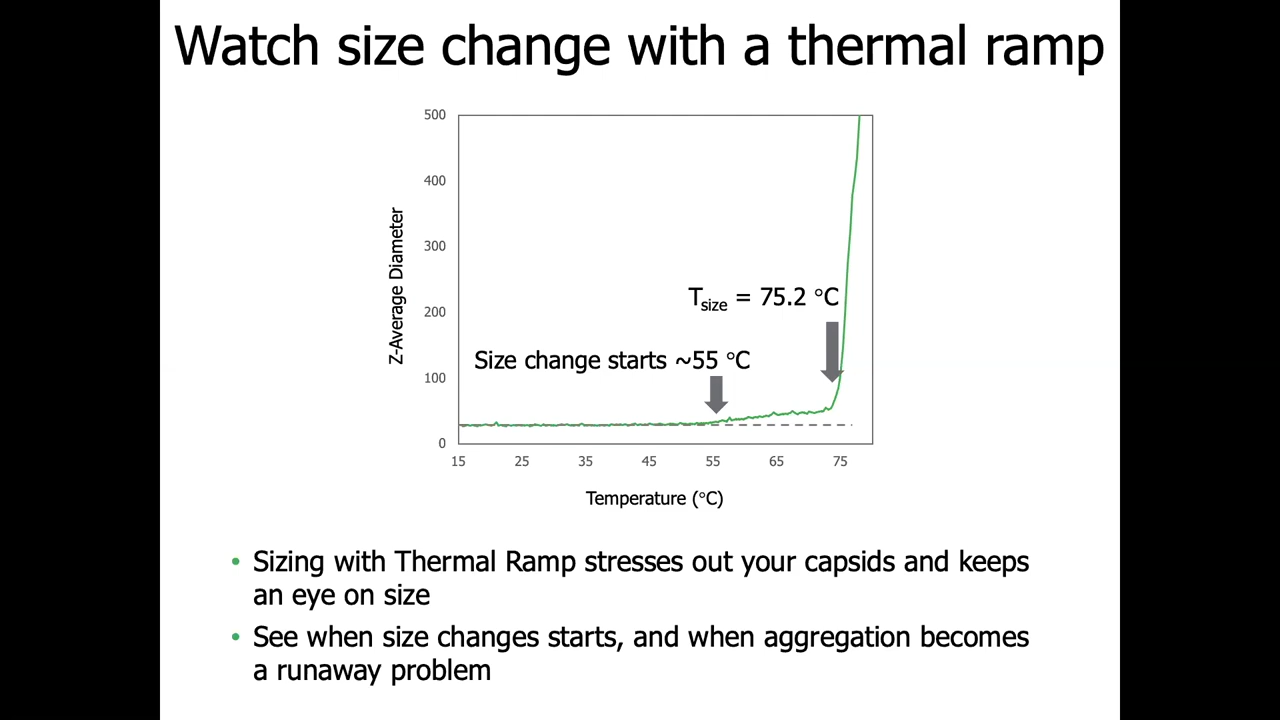 Watch size change with a thermal ramp
500
400
300
200
100
0
Z-Average Diameter
T size = 75.2 °C
Size change starts ~55 °C
15 25 35 45 55 65 75
Temperature (°C)
• Sizing with Thermal Ramp stresses out your capsids and keeps
an eye on size
• See when size changes starts, and when aggregation becomes
a runaway problem